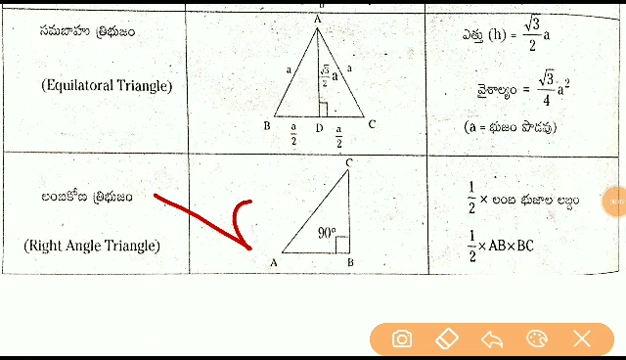 B
A
సమబాహు త్రిభుజం
(Equilatoral Triangle)
a
√3/2 a
a
B
a/2
D
a/2
C
ఎత్తు (h) = √3/2 a
వైశాల్యం = √3/4 a²
(a = భుజం పొడవు)
లంబకోణ త్రిభుజం
(Right Angle Triangle)
C
90°
A
B
1/2 × లంబ భుజాల లబ్దం
1/2 × AB × BC